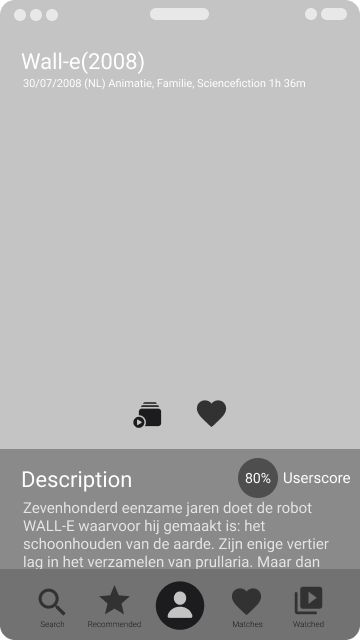 Wall-e(2008)
30/07/2008 (NL) Animatie, Familie, Sciencefiction 1h 36m
Description
80%
Userscore
Zevenhonderd eenzame jaren doet de robot
WALL-E waarvoor hij gemaakt is: het
schoonhouden van de aarde. Zijn enige vertier
lag in het verzamelen van prullaria. Maar dan
Search
Recommended
Matches
Watched